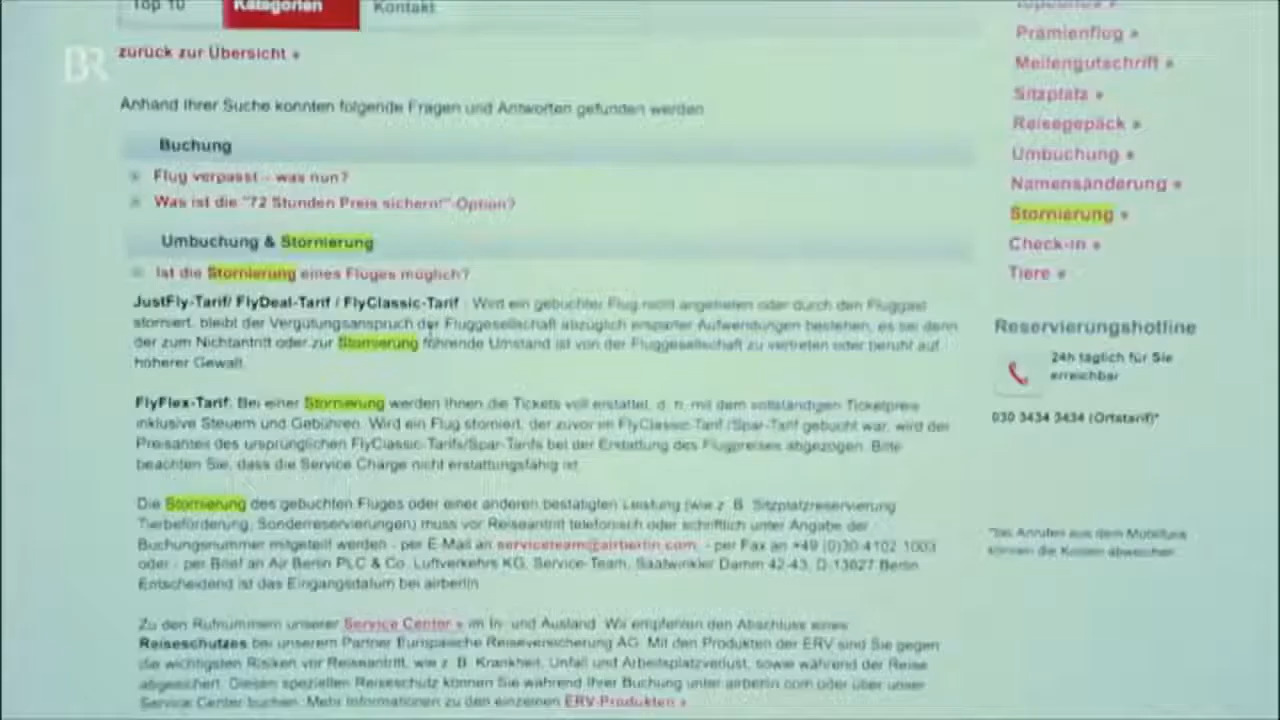 Top 10
Kategorien
Kontakt
BR
zurück zur Übersicht »
Anhand Ihrer Suche konnten folgende Fragen und Antworten gefunden werden
Buchung
Flug verpasst - was nun?
Was ist die "72 Stunden Preis sichern!"-Option?
Umbuchung & Stornierung
Ist die Stornierung eines Fluges möglich?
JustFly-Tarif/ FlyDeal-Tarif / FlyClassic-Tarif : Wird ein gebuchter Flug nicht angetreten oder durch den Fluggast
storniert, bleibt der Vergütungsanspruch der Fluggesellschaft abzüglich ersparter Aufwendungen bestehen, es sei denn
der zum Nichtantritt oder zur Stornierung führende Umstand ist von der Fluggesellschaft zu vertreten oder beruht auf
höherer Gewalt.
FlyFlex-Tarif: Bei einer Stornierung werden Ihnen die Tickets voll erstattet, d. h. mit dem vollständigen Ticketpreis
inklusive Steuern und Gebühren. Wird ein Flug storniert, der zuvor im FlyClassic-Tarif /Spar-Tarif gebucht war, wird der
Preisanteil des ursprünglichen FlyClassic-Tarifs/Spar-Tarifs bei der Erstattung des Flugpreises abgezogen. Bitte
beachten Sie, dass die Service Charge nicht erstattungsfähig ist.
Die Stornierung des gebuchten Fluges oder einer anderen bestätigten Leistung (wie z. B. Sitzplatzreservierung
Tierbeförderung, Sonderreservierungen) muss vor Reiseantritt telefonisch oder schriftlich unter Angabe der
Buchungsnummer mitgeteilt werden - per E-Mail an serviceteam@airberlin.com, - per Fax an +49 (0)30 4102 1003
oder - per Brief an Air Berlin PLC & Co. Luftverkehrs KG, Service-Team, Saatwinkler Damm 42-43, D-13627 Berlin
Entscheidend ist das Eingangsdatum bei airberlin
Zu den Rufnummern unserer Service Center » im In- und Ausland. Wir empfehlen den Abschluss eines
Reiseschutzes bei unserem Partner Europäische Reiseversicherung AG. Mit den Produkten der ERV sind Sie gegen
die wichtigsten Risiken vor Reiseantritt, wie z. B. Krankheit, Unfall und Arbeitsplatzverlust, sowie während der Reise
abgesichert. Diesen speziellen Reiseschutz können Sie während Ihrer Buchung unter airberlin.com oder über unser
Service Center buchen. Mehr Informationen zu den einzelnen ERV-Produkten »
Prämienflug »
Meilengutschrift »
Sitzplatz »
Reisegepäck »
Umbuchung »
Namensänderung »
Stornierung »
Check-in »
Tiere »
Reservierungshotline
24h täglich für Sie
erreichbar
030 3434 3434 (Ortstarif)*
*bei Anrufen aus dem Mobilfunk
können die Kosten abweichen